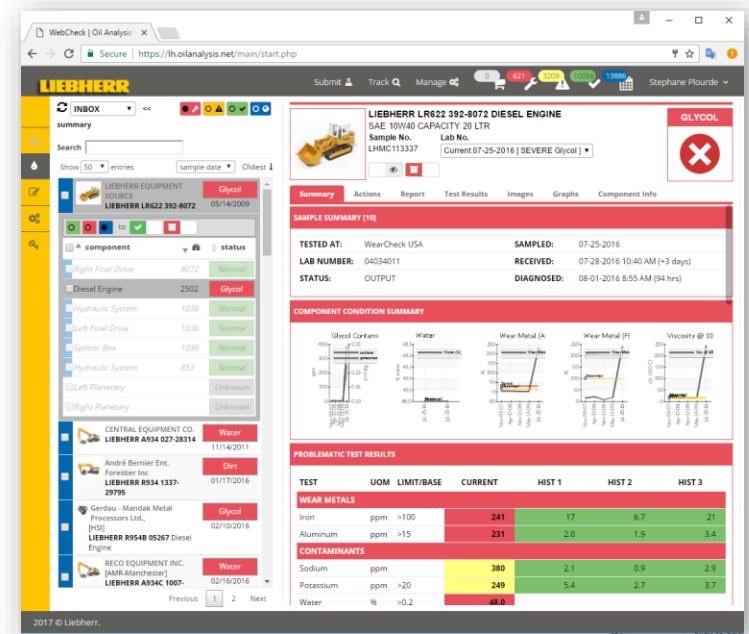 WebCheck | Oil Analysis
Secure | https://lh.oilanalysis.net/main/start.php
LIEBHERR
Submit Track Manage 0 621 3209 10056 13886 Stephane Plourde
INBOX <<
summary
Search
Show 50 entries sample date Oldest
LIEBHERR EQUIPMENT SOURCE
LIEBHERR LR622 392-8072
Glycol
05/14/2009
to
component status
Right Final Drive 8072 Normal
Diesel Engine 2502 Glycol
Hydraulic System 1036 Normal
Left Final Drive 1036 Normal
Splitter Box 1036 Normal
Hydraulic System 853 Normal
Left Planetary Unknown
Right Planetary Unknown
CENTRAL EQUIPMENT CO.
LIEBHERR A934 027-28314
Water
11/14/2011
André Bernier Ent.
Forestier Inc
LIEBHERR R934 1337-
29795
Dirt
01/17/2016
Gerdau - Mandak Metal
Processors Ltd.,
[HSI]
LIEBHERR R954B 05267 Diesel
Engine
Glycol
02/10/2016
RECO EQUIPMENT INC.
[AMR-Manchester]
LIEBHERR A934C 1007-
Water
02/16/2016
Previous 1 2 Next
LIEBHERR LR622 392-8072 DIESEL ENGINE
SAE 10W40 CAPACITY 20 LTR
Sample No. Lab No.
LHMC113337 Current 07-25-2016 [ SEVERE Glycol ]
GLYCOL
Summary Actions Report Test Results Images Graphs Component Info
SAMPLE SUMMARY [10]
TESTED AT: WearCheck USA SAMPLED: 07-25-2016
LAB NUMBER: 04034011 RECEIVED: 07-28-2016 10:40 AM (+3 days)
STATUS: OUTPUT DIAGNOSED: 08-01-2016 8:55 AM (94 hrs)
COMPONENT CONDITION SUMMARY
Glycol Contami Water Wear Metal (A Wear Metal (F) Viscosity @ 10
PROBLEMATIC TEST RESULTS
TEST UOM LIMIT/BASE CURRENT HIST 1 HIST 2 HIST 3
WEAR METALS
Iron ppm >100 241 17 6.7 21
Aluminum ppm >15 231 2.0 1.9 3.4
CONTAMINANTS
Sodium ppm 380 2.1 0.9 2.9
Potassium ppm >20 249 5.4 2.7 3.7
Water % >0.2 48.0
2017 © Liebherr.